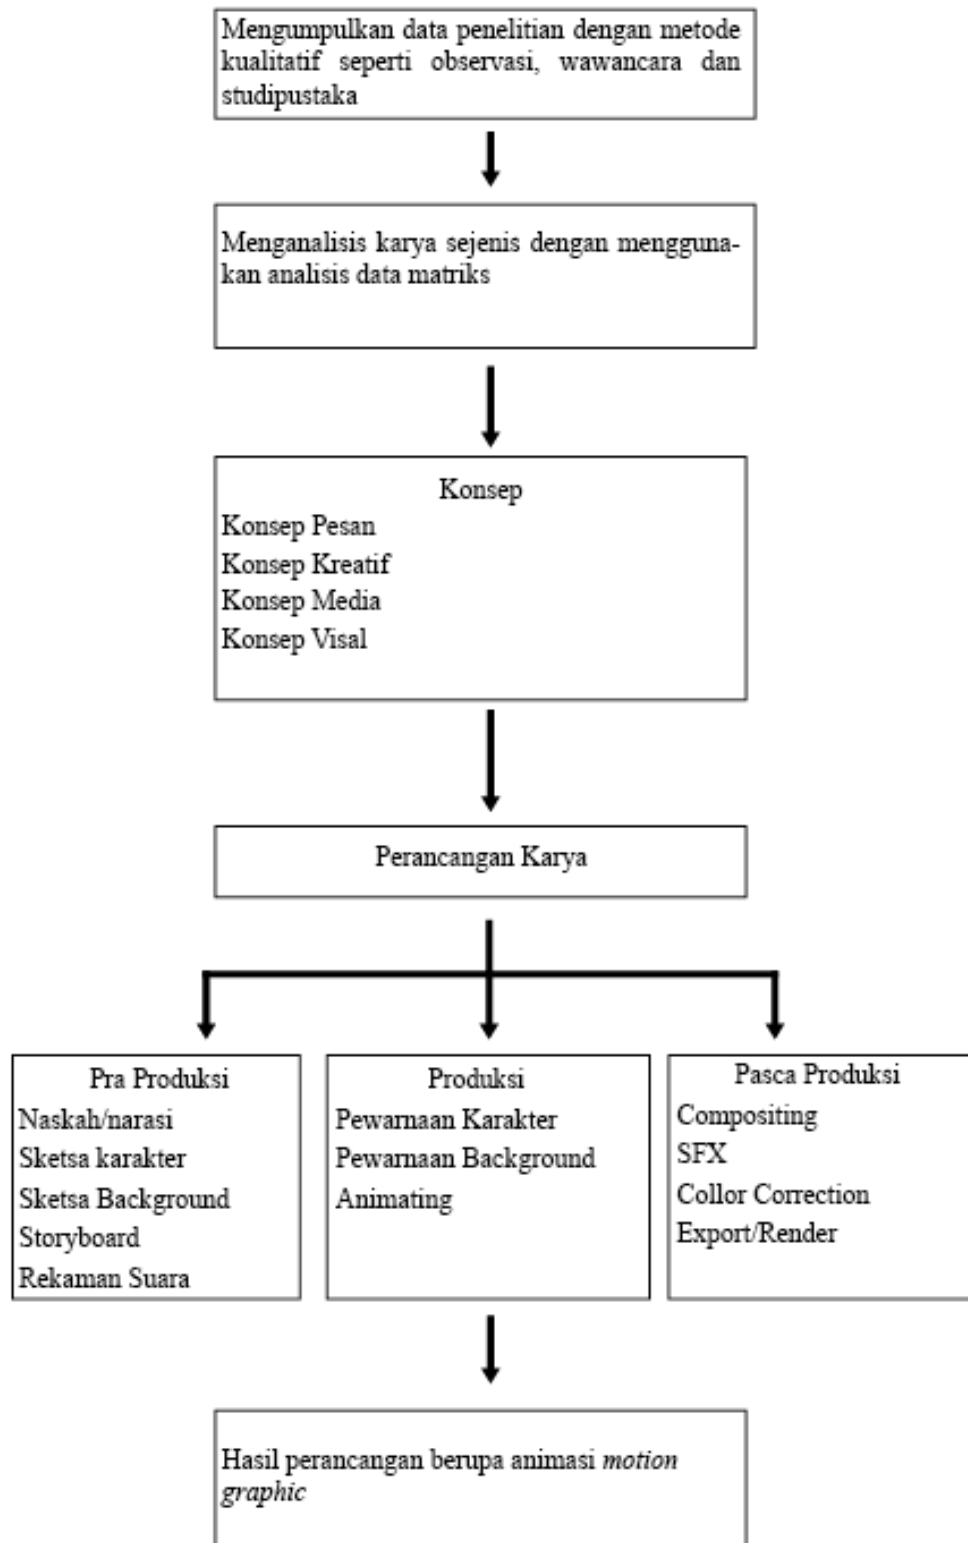 Mengumpulkan data penelitian dengan metode
kualitatif seperti observasi, wawancara dan
studipustaka
Menganalisis karya sejenis dengan mengguna-
kan analisis data matriks
Konsep
Konsep Pesan
Konsep Kreatif
Konsep Media
Konsep Visal
Perancangan Karya
Pra Produksi
Naskah/narasi
Sketsa karakter
Sketsa Background
Storyboard
Rekaman Suara
Produksi
Pewarnaan Karakter
Pewarnaan Background
Animating
Pasca Produksi
Compositing
SFX
Collor Correction
Export/Render
Hasil perancangan berupa animasi motion
graphic